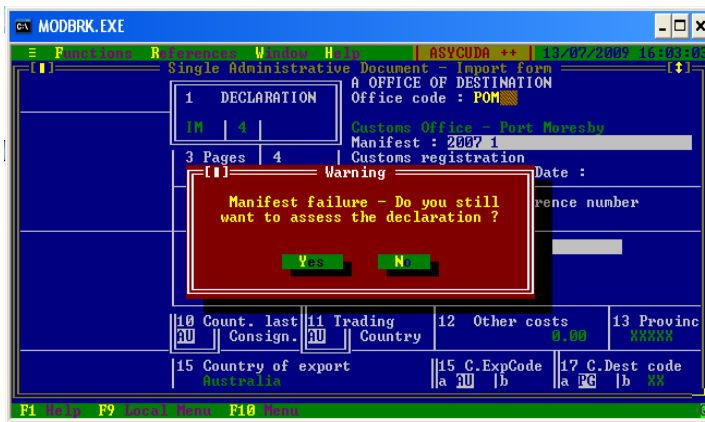 MODBRK.EXE
≡ Functions References Window Help ASYCUDA ++ 13/07/2009 16:03:03
Single Administrative Document - Import form
A OFFICE OF DESTINATION
1 DECLARATION
Office code : POM
IM 4
Customs Office - Port Moresby
Manifest : 2007 1
3 Pages 4
Customs registration
Warning
Date :
Manifest failure - Do you still
want to assess the declaration ?
rence number
Yes No
10 Count. last 11 Trading 12 Other costs 13 Provinc
AU Consign. AU Country 0.00 XXXXX
15 Country of export 15 C.ExpCode 17 C.Dest code
Australia a AU b a PG b XX
F1 Help F9 Local Menu F10 Menu